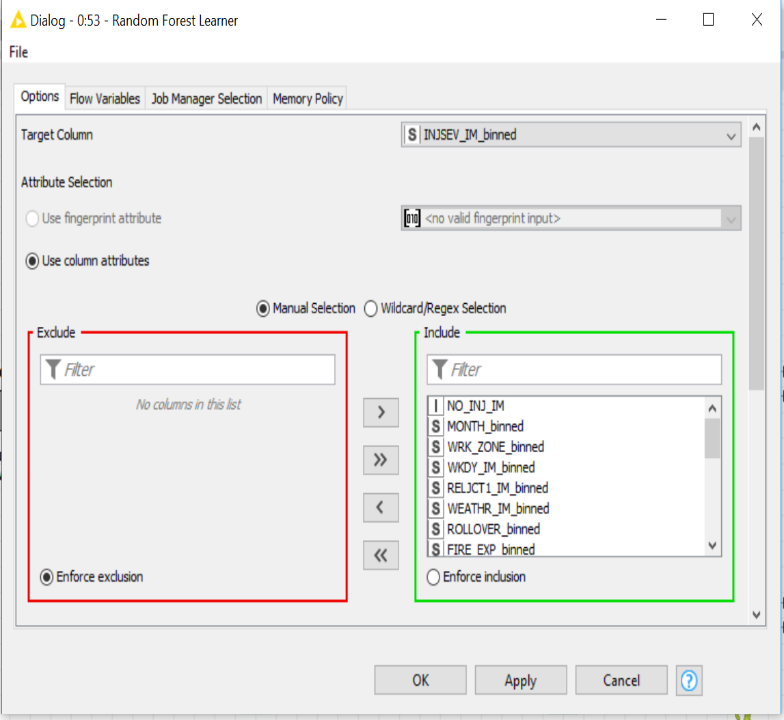 Dialog - 0:53 - Random Forest Learner
File
Options Flow Variables Job Manager Selection Memory Policy
Target Column
S INJSEV_IM_binned
Attribute Selection
Use fingerprint attribute
[010] <no valid fingerprint input>
Use column attributes
Manual Selection Wildcard/Regex Selection
Exclude
Filter
No columns in this list
Enforce exclusion
>
>>
<
<<
Include
Filter
I NO_INJ_IM
S MONTH_binned
S WRK_ZONE_binned
S WKDY_IM_binned
S RELJCT1_IM_binned
S WEATHR_IM_binned
S ROLLOVER_binned
S FIRE_EXP_binned
Enforce inclusion
OK Apply Cancel ?